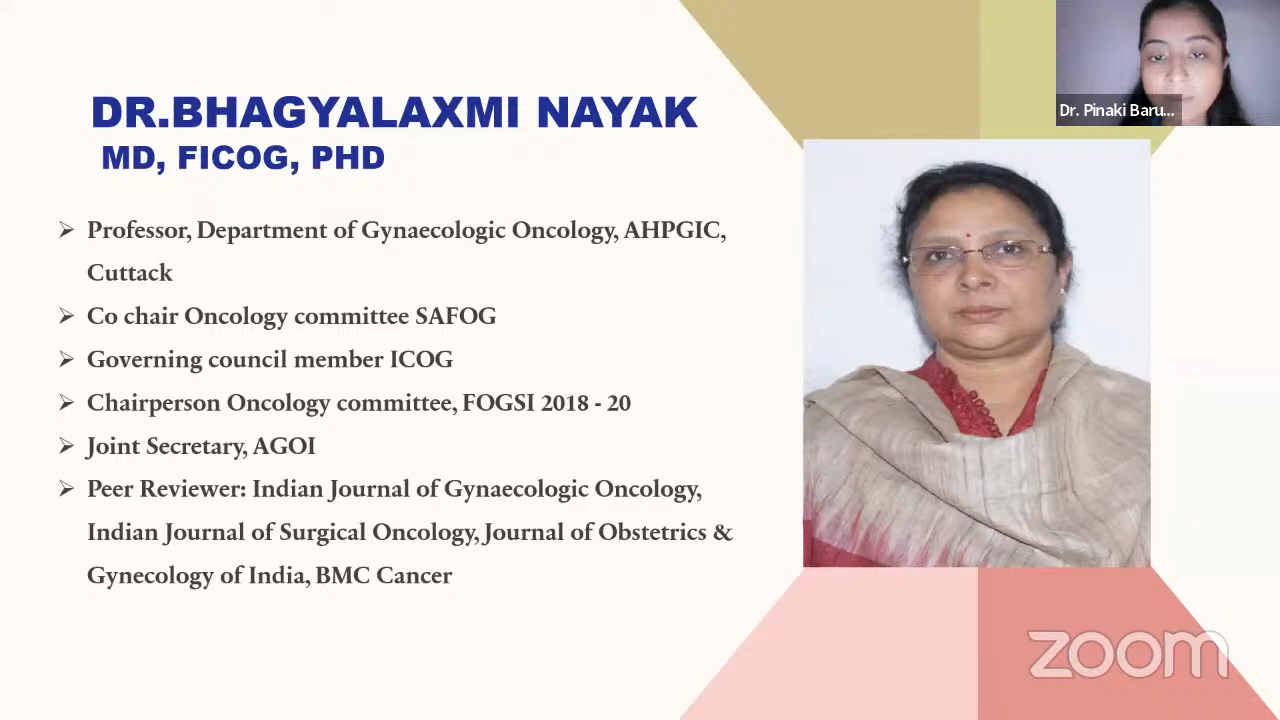 DR.BHAGYALAXMI NAYAK
MD, FICOG, PHD
Professor, Department of Gynaecologic Oncology, AHPGIC,
Cuttack
Co chair Oncology committee SAFOG
Governing council member ICOG
Chairperson Oncology committee, FOGSI 2018 - 20
Joint Secretary, AGOI
Peer Reviewer: Indian Journal of Gynaecologic Oncology,
Indian Journal of Surgical Oncology, Journal of Obstetrics &
Gynecology of India, BMC Cancer
Dr. Pinaki Baru...
zoom